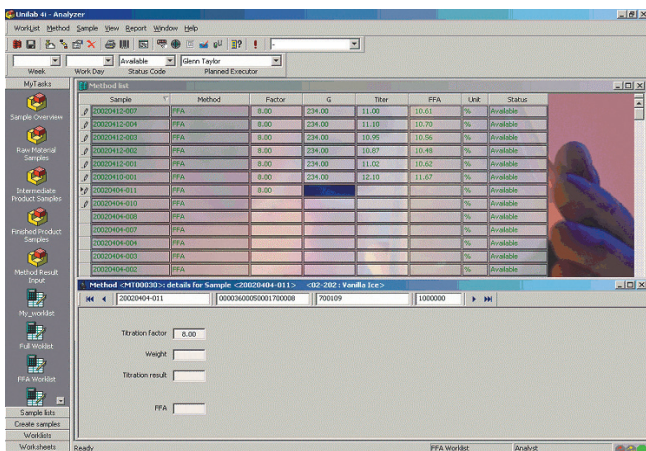 Unilab 4i - Analyzer
WorkList Method Sample View Report Window Help
Available Glenn Taylor
Week Work Day Status Code Planned Executor
MyTasks
Sample Overview
Raw Material
Samples
Intermediate
Product Samples
Finished Product
Samples
Method Result
Input
My_worklist
Full Woklist
FFA Worklist
Sample lists
Create samples
Worklists
Worksheets
Method list
Sample Method Factor G Titer FFA Unit Status
20020412-007 FFA 8.00 234.00 11.00 10.61 % Available
20020412-004 FFA 8.00 234.00 11.10 10.70 % Available
20020412-003 FFA 8.00 234.00 10.95 10.56 % Available
20020412-002 FFA 8.00 234.00 10.87 10.48 % Available
20020412-001 FFA 8.00 234.00 11.02 10.62 % Available
20020410-001 FFA 8.00 234.00 12.10 11.67 % Available
20020404-011 FFA 8.00 % Available
20020404-010 FFA % Available
20020404-008 FFA % Available
20020404-007 FFA % Available
20020404-004 FFA % Available
20020404-003 FFA % Available
20020404-002 FFA % Available
Method <MT00030>: details for Sample <20020404-011> <02-202 : Vanilla Ice>
20020404-011 00003600050001700008 700109 1000000
Titration factor 8.00
Weight
Titration result
FFA
Ready FFA Worklist Analyst